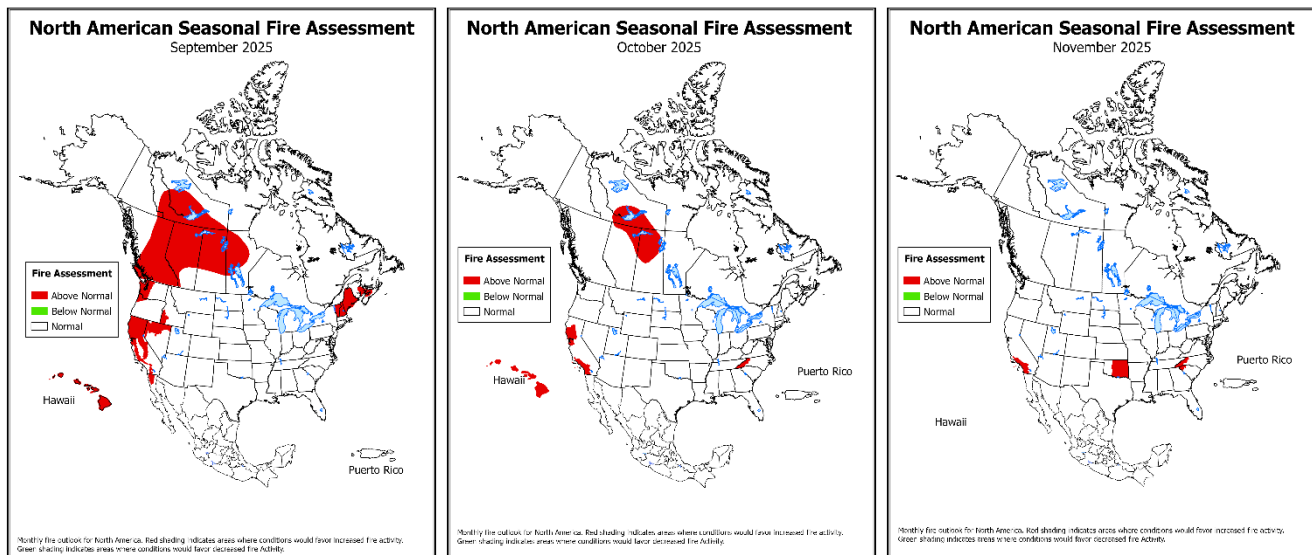 North American Seasonal Fire Assessment
September 2025
Fire Assessment
Above Normal
Below Normal
Normal
Hawaii
Puerto Rico
Monthly fire outlook for North America. Red shading indicates areas where conditions would favor increased fire activity.
Green shading indicates areas where conditions would favor decreased fire Activity.
North American Seasonal Fire Assessment
October 2025
Fire Assessment
Above Normal
Below Normal
Normal
Hawaii
Puerto Rico
Monthly fire outlook for North America. Red shading indicates areas where conditions would favor increased fire activity.
Green shading indicates areas where conditions would favor decreased fire Activity.
North American Seasonal Fire Assessment
November 2025
Fire Assessment
Above Normal
Below Normal
Normal
Hawaii
Puerto Rico
Monthly fire outlook for North America. Red shading indicates areas where conditions would favor increased fire activity.
Green shading indicates areas where conditions would favor decreased fire Activity.